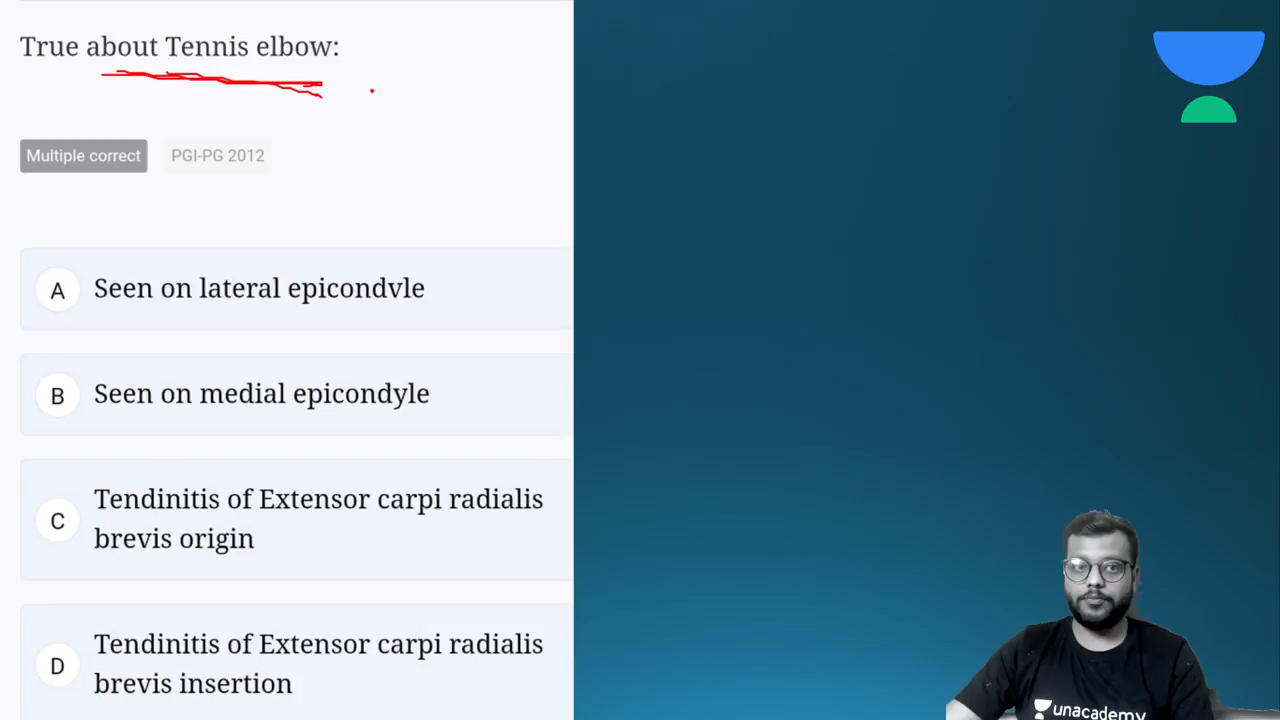 True about Tennis elbow:
Multiple correct PGI-PG 2012
A Seen on lateral epicondvle
B Seen on medial epicondyle
C Tendinitis of Extensor carpi radialis
brevis origin
D Tendinitis of Extensor carpi radialis
brevis insertion
unacademy